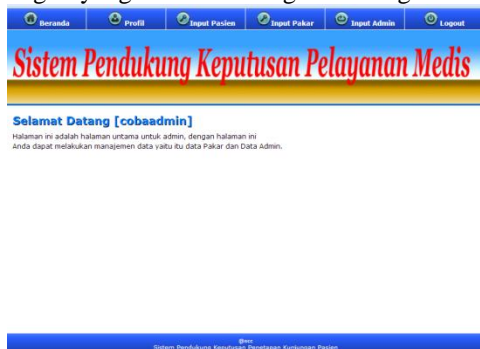 Beranda Profil Input Pasien Input Pakar Input Admin Logout
Sistem Pendukung Keputusan Pelayanan Medis
Selamat Datang [cobaadmin]
Halaman ini adalah halaman untama untuk admin, dengan halaman ini
Anda dapat melakukan manajemen data yaitu itu data Pakar dan Data Admin.
Sistem Pendukung Keputusan Penetapan Kunjungan Pasien